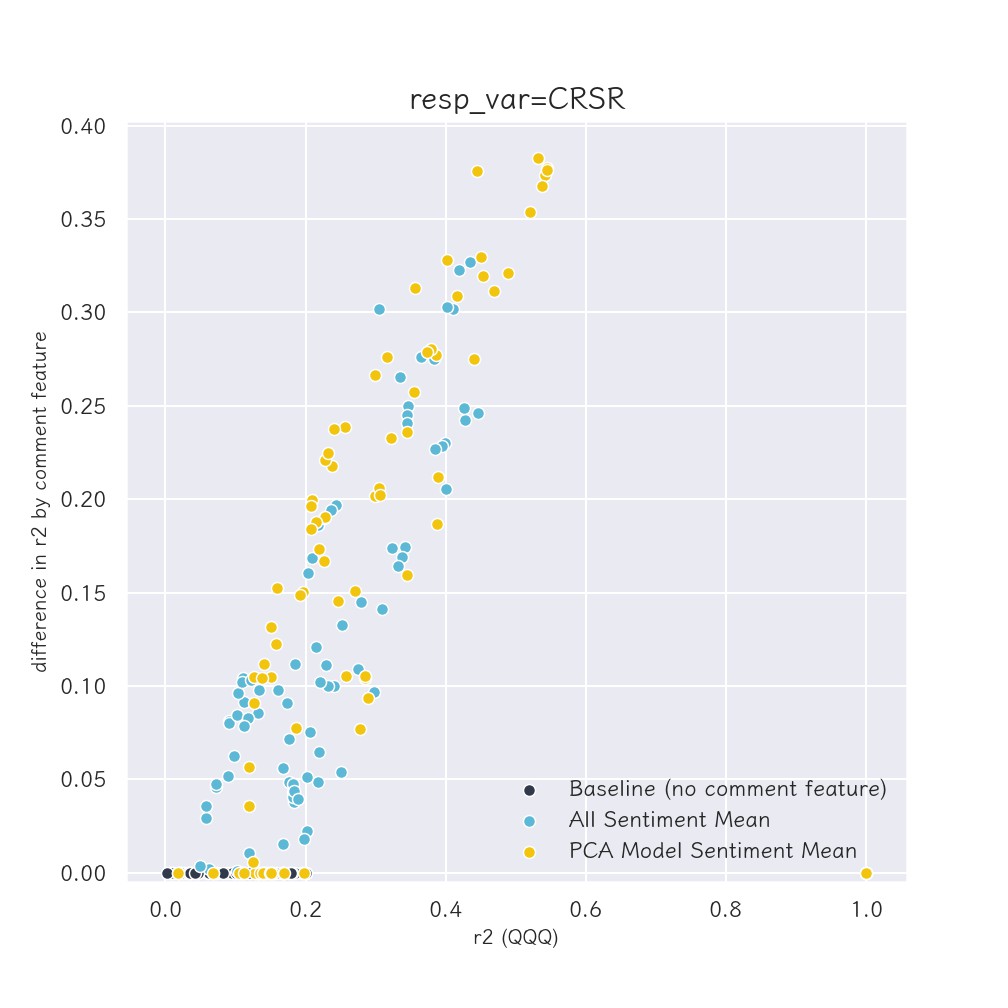 resp_var=CRSR
0.40
0.35
0.30
0.25
0.20
0.15
0.10
0.05
0.00
difference in r2 by comment feature
Baseline (no comment feature)
All Sentiment Mean
PCA Model Sentiment Mean
0.0 0.2 0.4 0.6 0.8 1.0
r2 (QQQ)